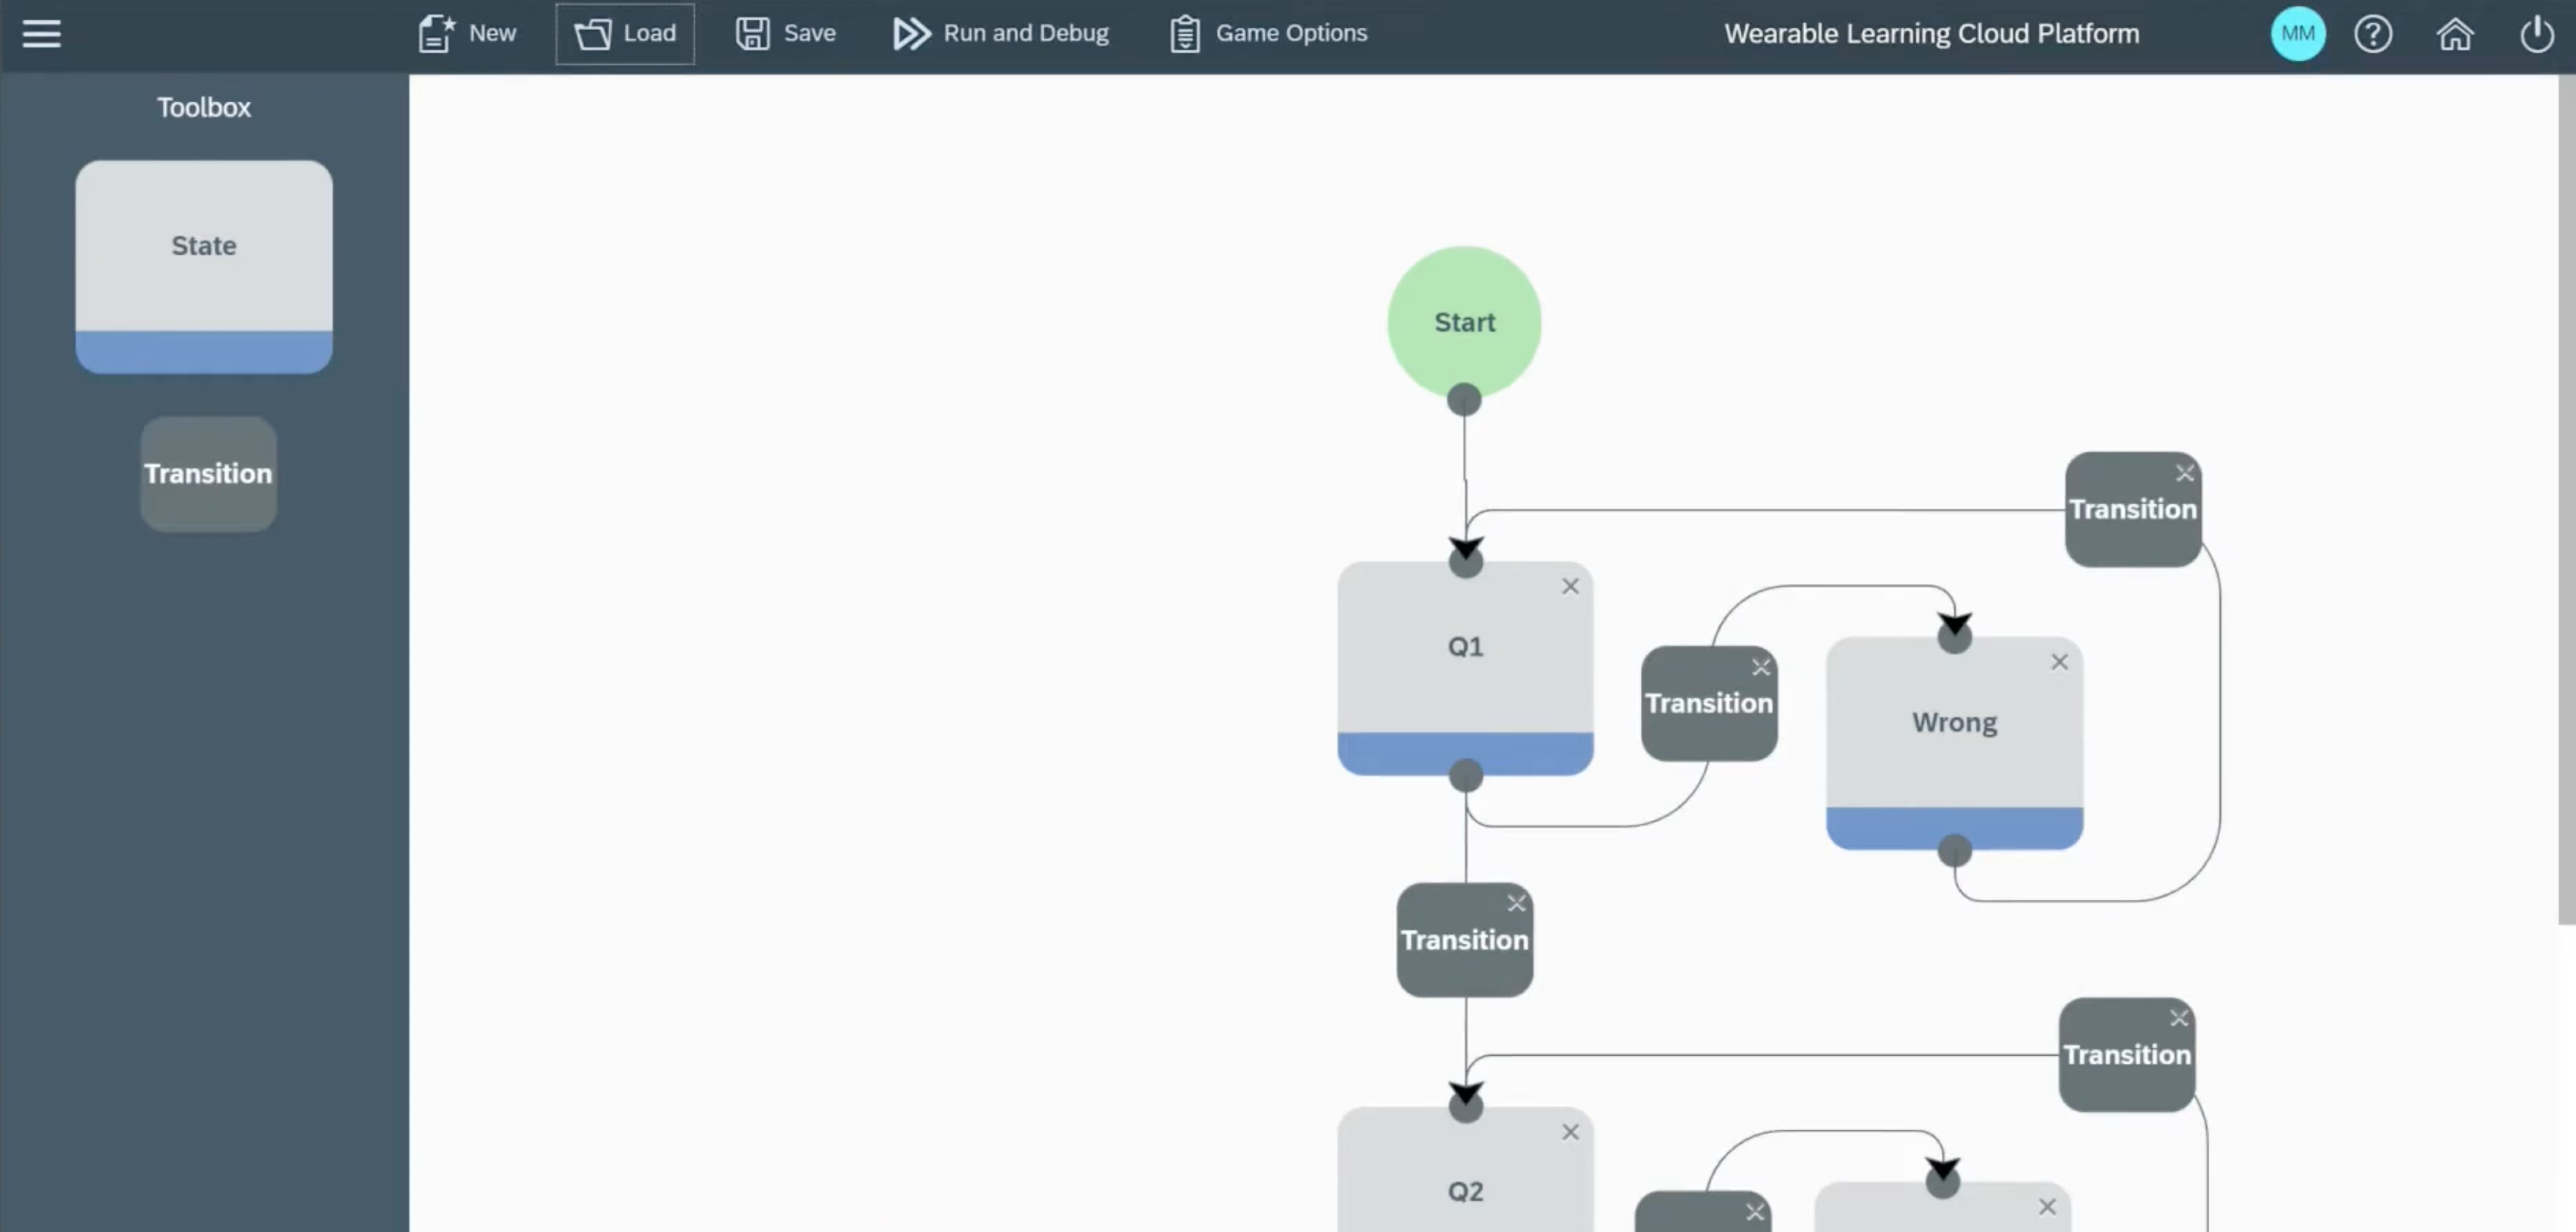 New
Load
Save
Run and Debug
Game Options
Wearable Learning Cloud Platform
MM
?
Toolbox
State
Transition
Start
Transition
Q1
Transition
Wrong
Transition
Transition
Q2